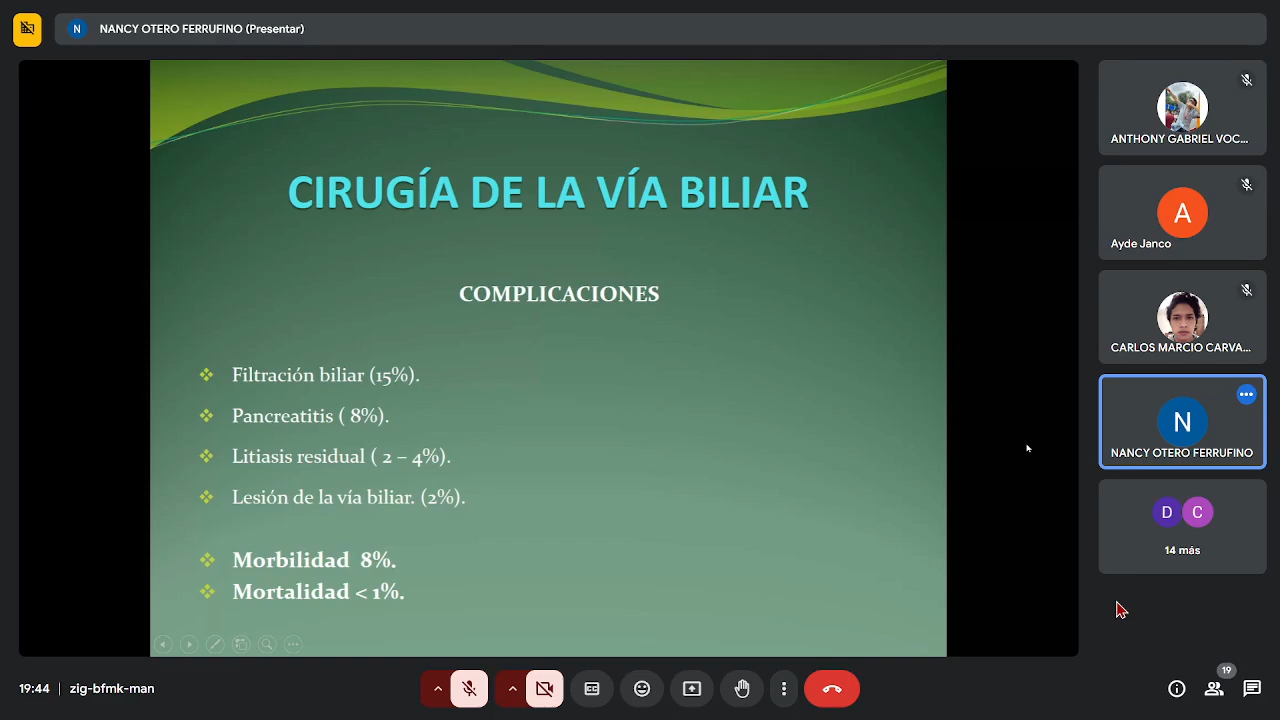 N NANCY OTERO FERRUFINO (Presentar)
CIRUGÍA DE LA VÍA BILIAR
COMPLICACIONES
Filtración biliar (15%).
Pancreatitis ( 8%).
Litiasis residual ( 2 – 4%).
Lesión de la vía biliar. (2%).
Morbilidad 8%.
Mortalidad < 1%.
ANTHONY GABRIEL VOC...
A
Ayde Janco
CARLOS MARCIO CARVA...
N
NANCY OTERO FERRUFINO
D C
14 más
19:44 | zig-bfmk-man
19